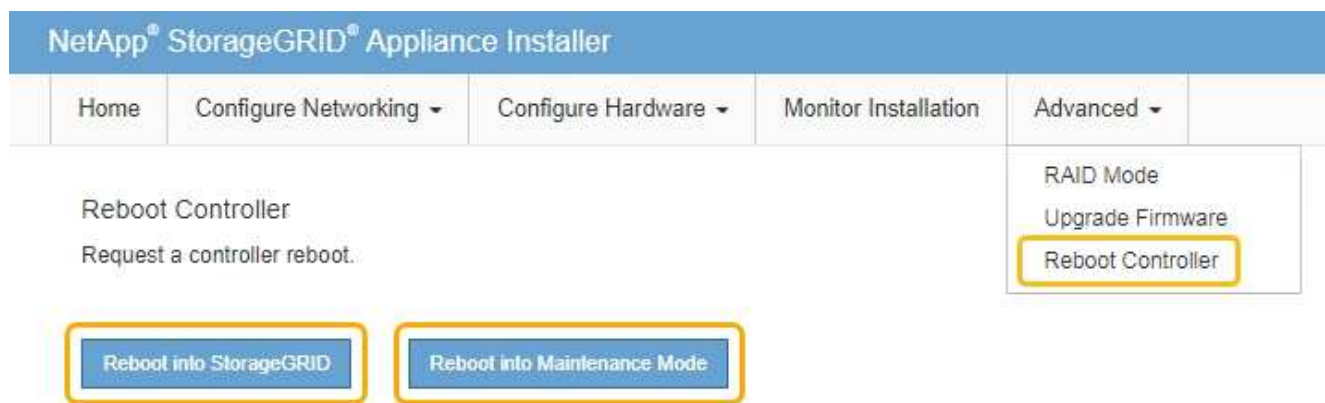 NetApp® StorageGRID® Appliance Installer
Home Configure Networking Configure Hardware Monitor Installation Advanced
RAID Mode
Upgrade Firmware
Reboot Controller
Reboot Controller
Request a controller reboot.
Reboot into StorageGRID Reboot into Maintenance Mode